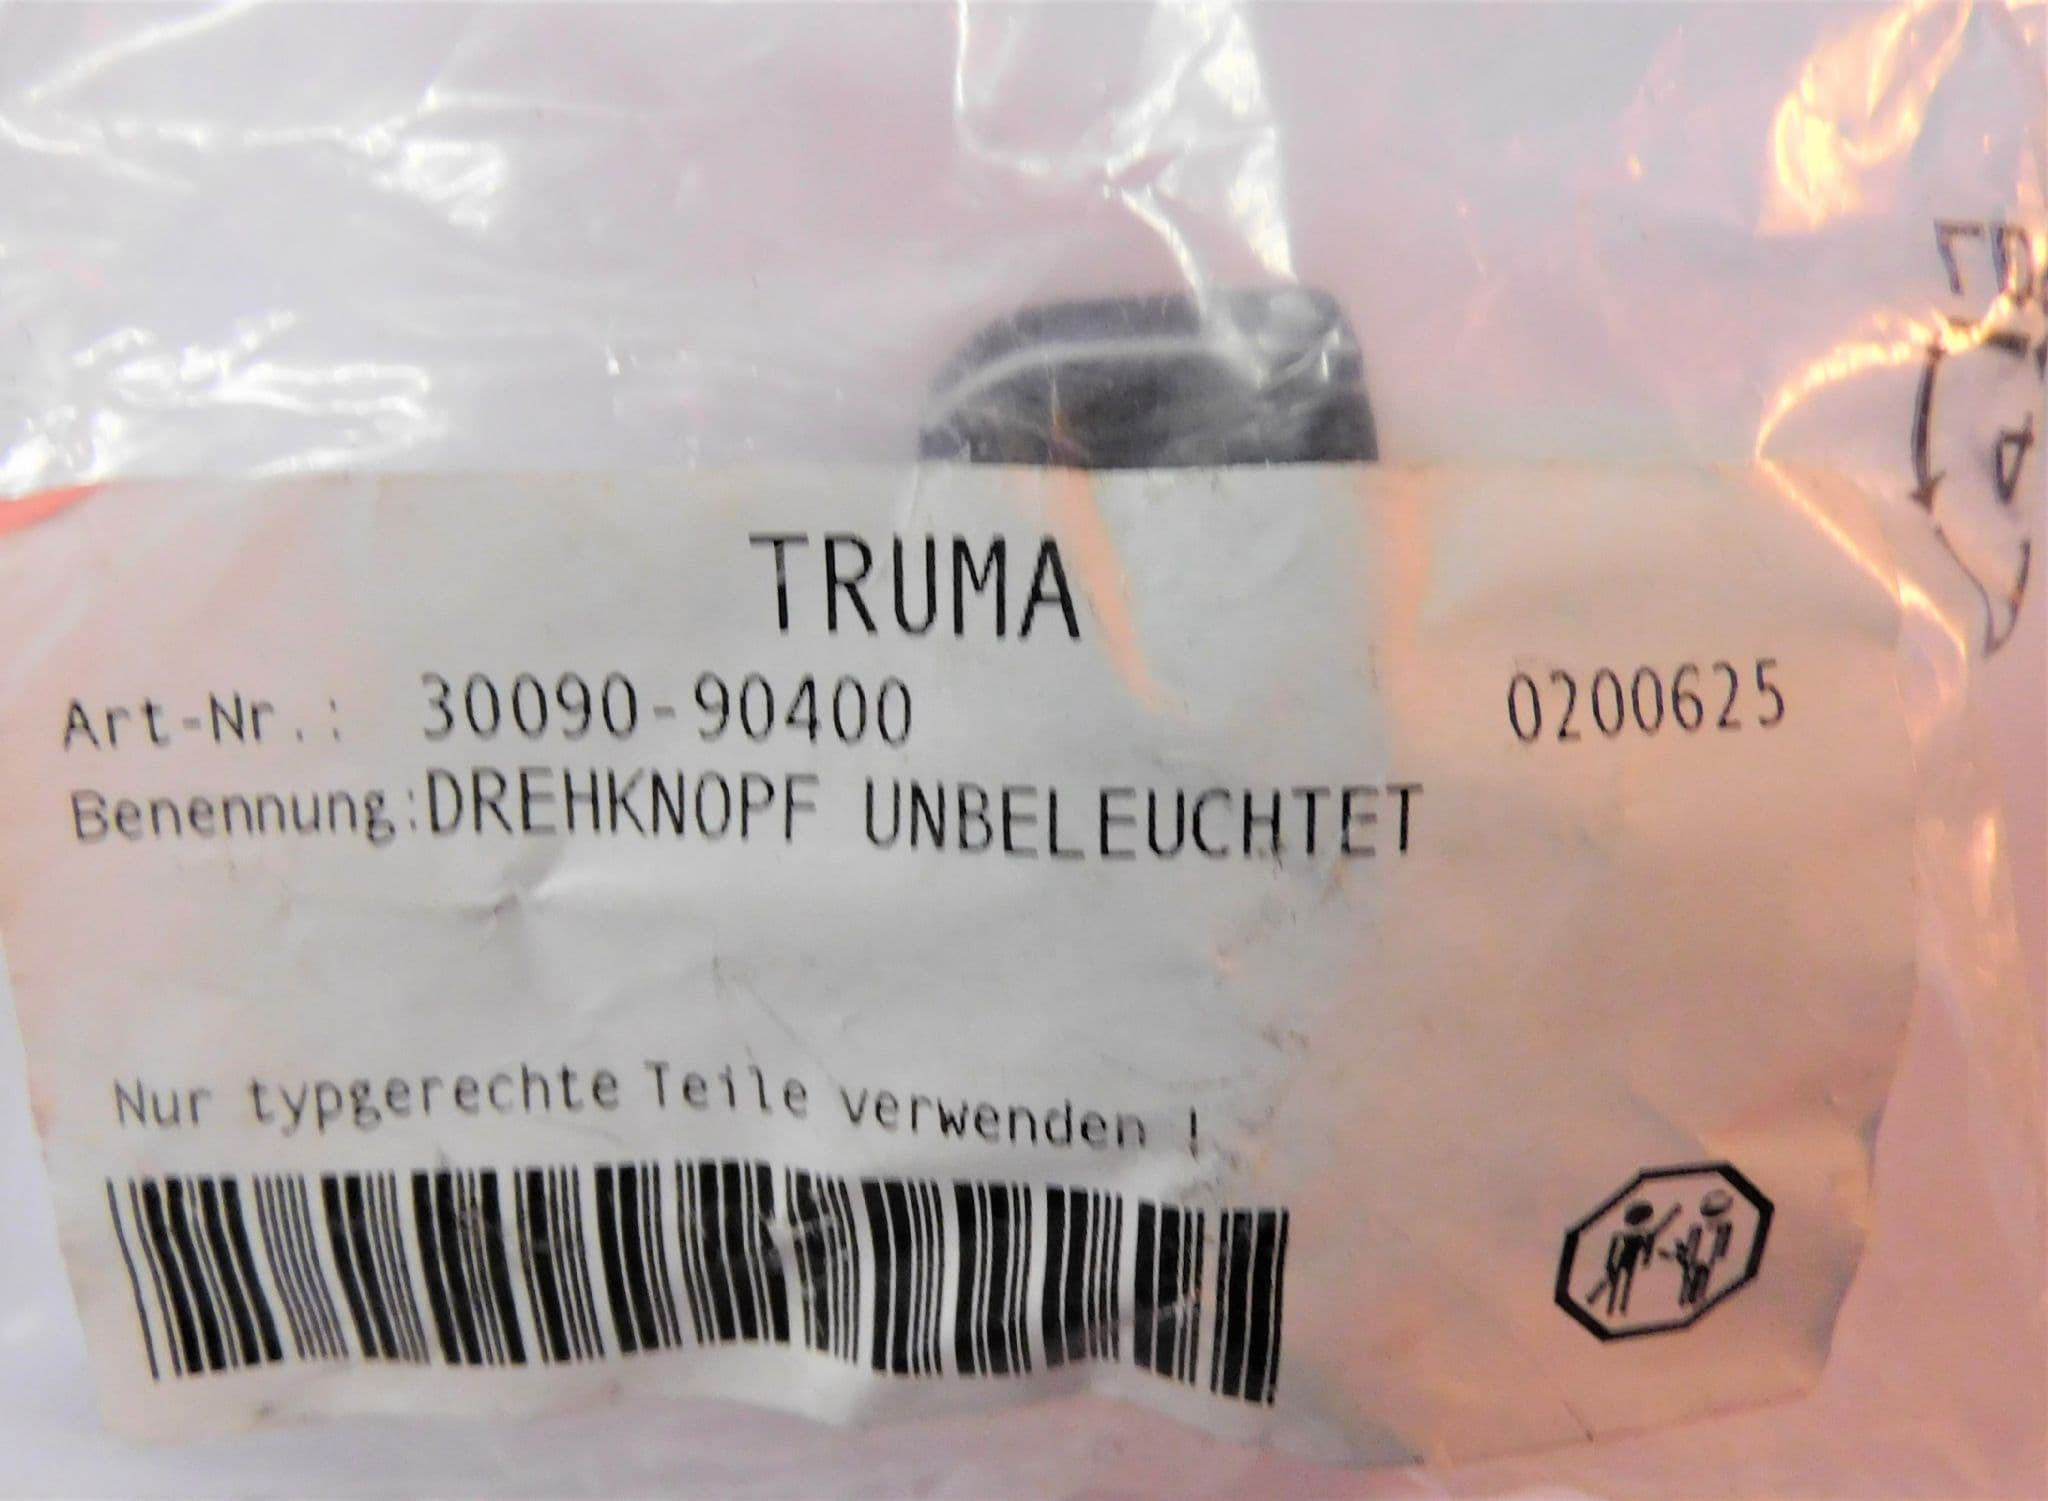 TRUMA
Art-Nr.: 30090-90400 0200625
Benennung:DREHKNOPF UNBELEUCHTET
Nur typgerechte Teile verwenden !